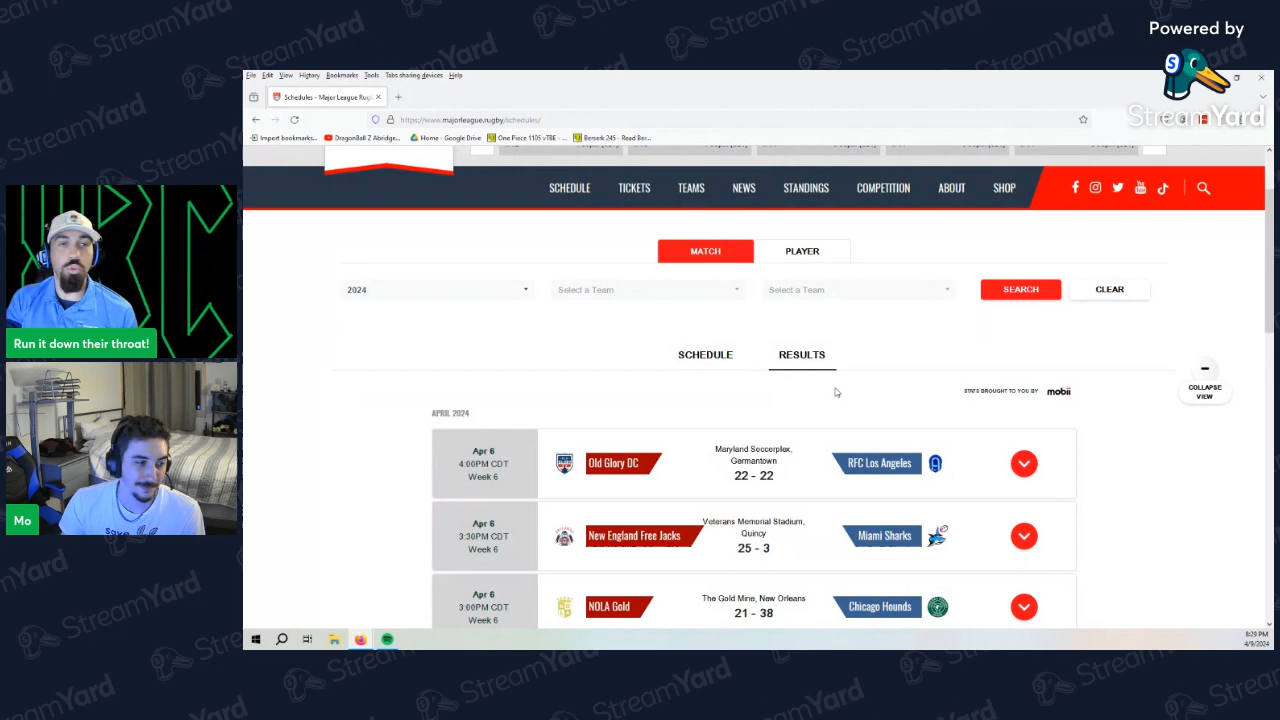 Powered by
StreamYard
File Edit View History Bookmarks Tools Tabs sharing devices Help
Schedules - Major League Rug
https://www.majorleague.rugby/schedules/
Import bookmarks... DragonBall Z Abridge... Home - Google Drive One Piece 1105 vTBE - ... Berserk 245 - Read Ber...
SCHEDULE TICKETS TEAMS NEWS STANDINGS COMPETITION ABOUT SHOP
MATCH PLAYER
2024 Select a Team Select a Team SEARCH CLEAR
SCHEDULE RESULTS
COLLAPSE
VIEW
STATS BROUGHT TO YOU BY mobii
APRIL 2024
Apr 6
4:00PM CDT
Week 6
Old Glory DC
Maryland Soccerplex,
Germantown
22 - 22
RFC Los Angeles
Apr 6
3:30PM CDT
Week 6
New England Free Jacks
Veterans Memorial Stadium,
Quincy
25 - 3
Miami Sharks
Apr 6
3:00PM CDT
Week 6
NOLA Gold
The Gold Mine, New Orleans
21 - 38
Chicago Hounds
8:29 PM
4/9/2024
Run it down their throat!
Mo